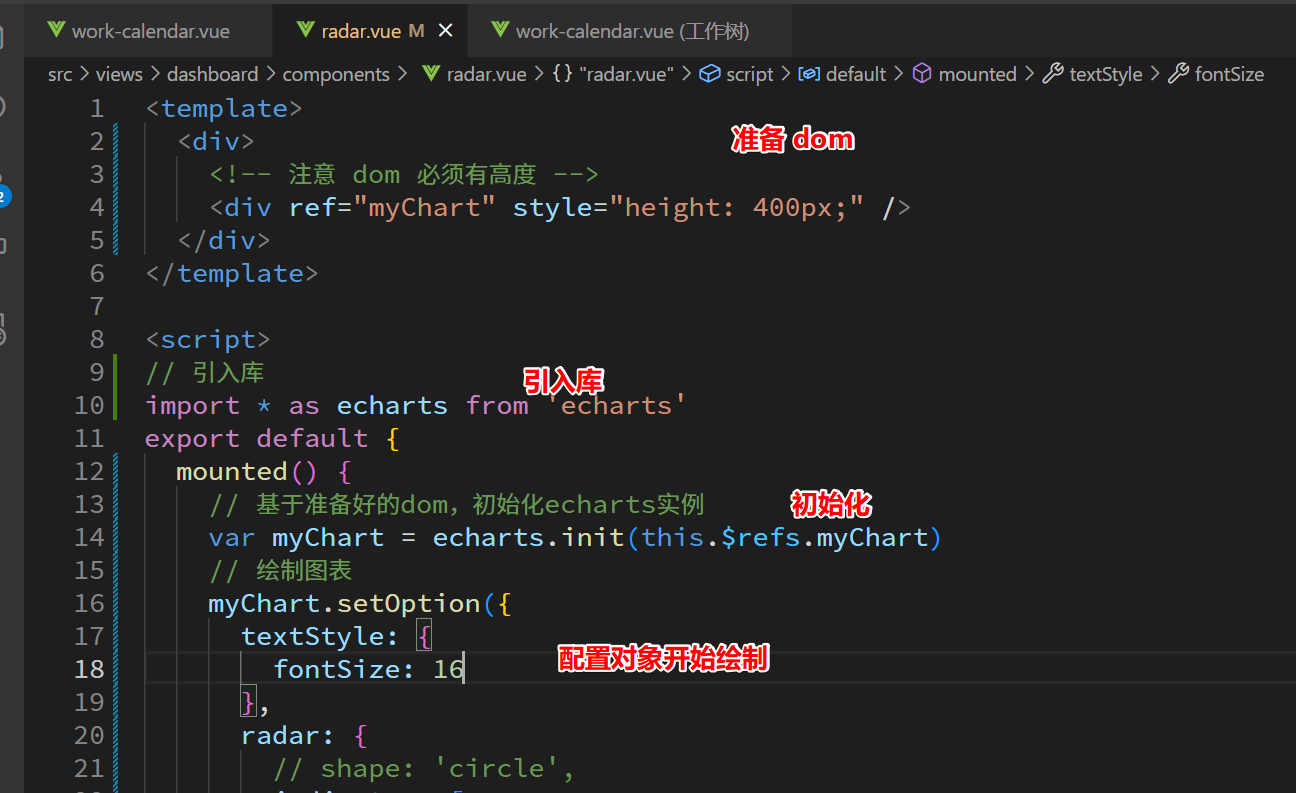 work-calendar.vue radar.vue M work-calendar.vue (工作树)
src > views > dashboard > components > radar.vue > {} "radar.vue" > script > default > mounted > textStyle > fontSize
1 <template>
准备 dom
2 <div>
3 <!-- 注意 dom 必须有高度 -->
4 <div ref="myChart" style="height: 400px;" />
5 </div>
6 </template>
7
8 <script>
9 // 引入库
引入库
10 import * as echarts from 'echarts'
11 export default {
12 mounted() {
13 // 基于准备好的dom，初始化echarts实例
初始化
14 var myChart = echarts.init(this.$refs.myChart)
15 // 绘制图表
16 myChart.setOption({
17 textStyle: {
配置对象开始绘制
18 fontSize: 16
19 },
20 radar: {
21 // shape: 'circle',